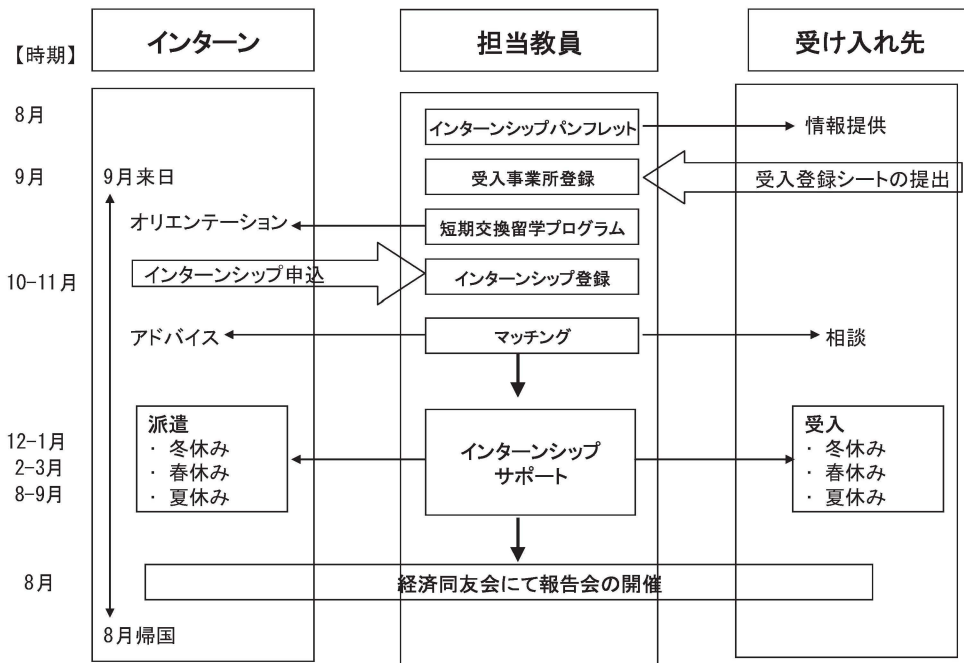 【時期】
インターン
担当教員
受け入れ先
8月
インターンシップパンフレット
情報提供
9月
9月来日
受入事業所登録
受入登録シートの提出
オリエンテーション
短期交換留学プログラム
10-11月
インターンシップ申込
インターンシップ登録
アドバイス
マッチング
相談
12-1月
2-3月
8-9月
派遣
・ 冬休み
・ 春休み
・ 夏休み
インターンシップ
サポート
受入
・ 冬休み
・ 春休み
・ 夏休み
8月
経済同友会にて報告会の開催
8月帰国